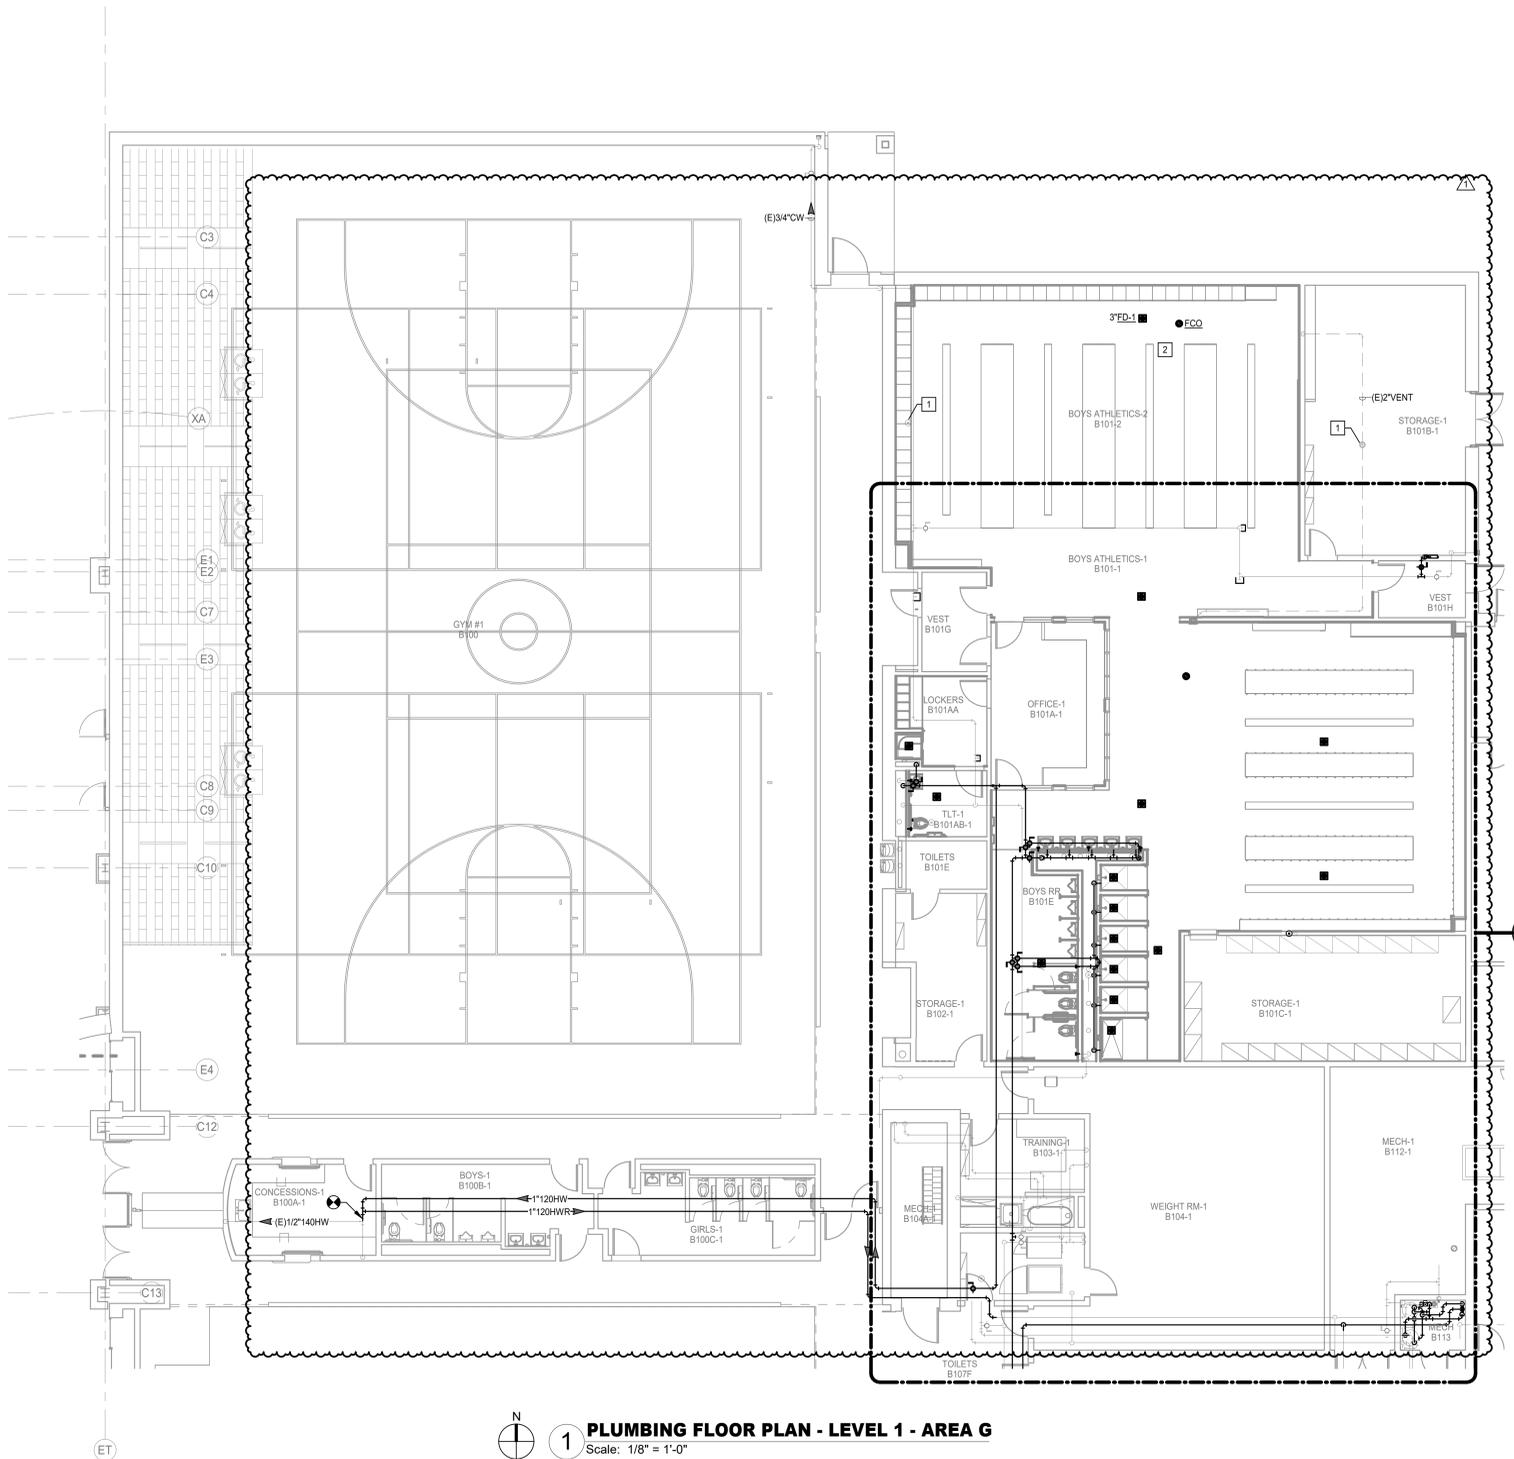 1
C3
(E)3/4"CW
C4
3"FD-1
FCO
2
(E)2"VENT
XA
1
BOYS ATHLETICS-2
B101-2
STORAGE-1
B101B-1
1
E1
E2
BOYS ATHLETICS-1
B101-1
VEST
B101H
C7
GYM #1
B100
VEST
B101G
E3
LOCKERS
B101AA
OFFICE-1
B101A-1
C8
C9
TLT-1
B101AB-1
C10
TOILETS
B101E
BOYS RR
B101E
STORAGE-1
B102-1
STORAGE-1
B101C-1
E4
C12
TRAINING-1
B103-1
MECH-1
B112-1
BOYS-1
B100B-1
CONCESSIONS-1
B100A-1
1"120HW
1"120HWR
(E)1/2"140HW
GIRLS-1
B100C-1
MECH-1
B104A-1
WEIGHT RM-1
B104-1
C13
MECH
B113
TOILETS
B107F
N
1
PLUMBING FLOOR PLAN - LEVEL 1 - AREA G
Scale: 1/8" = 1'-0"
ET